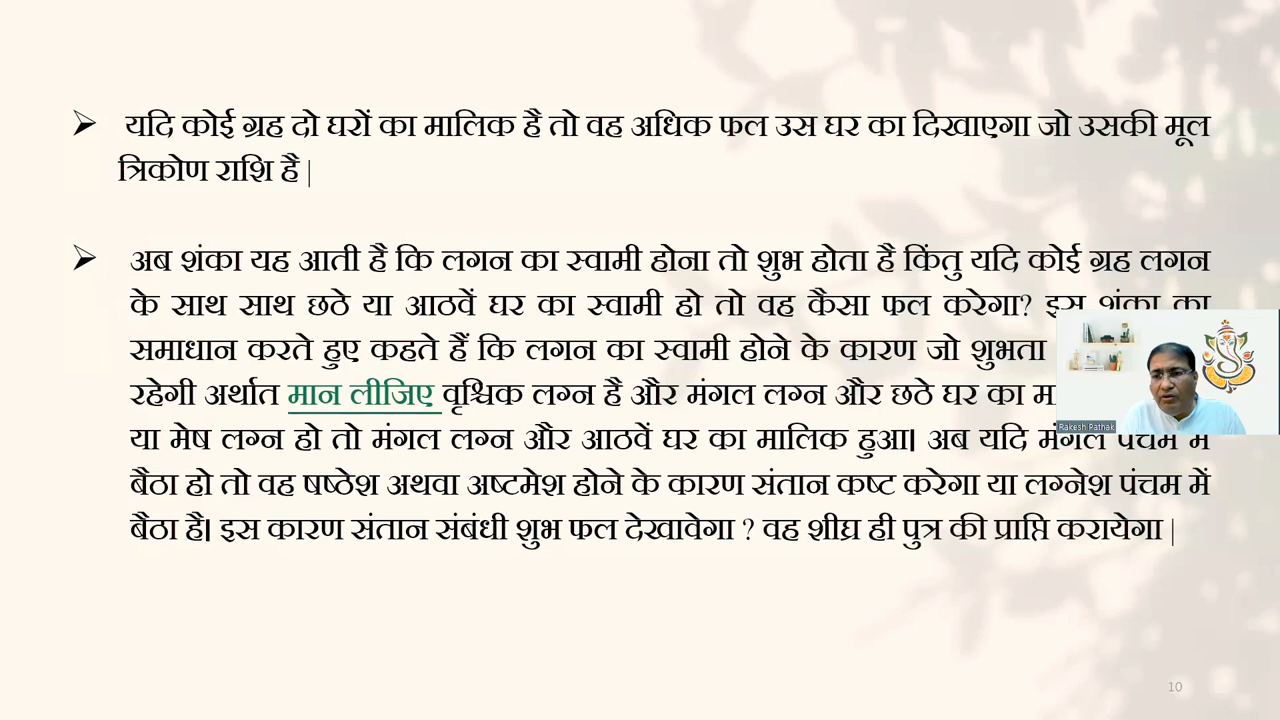 ➤ यदि कोई ग्रह दो घरों का मालिक है तो वह अधिक फल उस घर का दिखाएगा जो उसकी मूल
त्रिकोण राशि है |
➤ अब शंका यह आती है कि लगन का स्वामी होना तो शुभ होता है किंतु यदि कोई ग्रह लगन
के साथ साथ छठे या आठवें घर का स्वामी हो तो वह कैसा फल करेगा? इस शंका का
समाधान करते हुए कहते हैं कि लगन का स्वामी होने के कारण जो शुभता
रहेगी अर्थात मान लीजिए वृश्चिक लग्न है और मंगल लग्न और छठे घर का
या मेष लग्न हो तो मंगल लग्न और आठवें घर का मालिक हुआ। अब यदि मंगल पंचम में
बैठा हो तो वह षष्ठेश अथवा अष्टमेश होने के कारण संतान कष्ट करेगा या लग्नेश पंचम में
बैठा है। इस कारण संतान संबंधी शुभ फल देखावेगा ? वह शीघ्र ही पुत्र की प्राप्ति करायेगा |
Rakesh Pathak
10